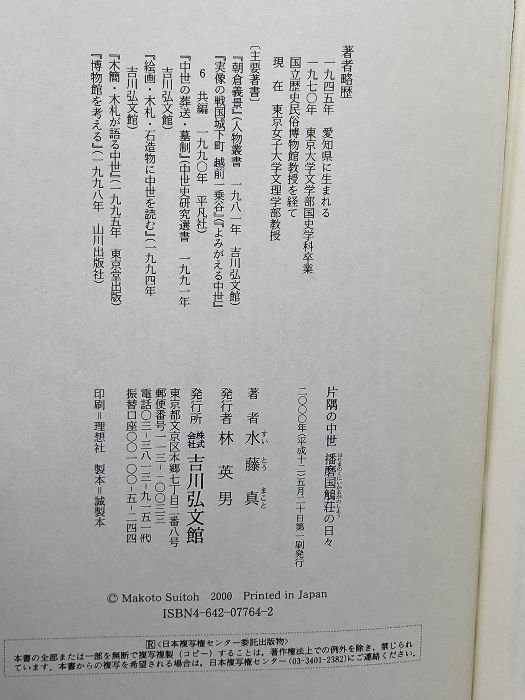 著者略歴
一九四五年　愛知県に生まれる
一九七〇年　東京大学文学部国史学科卒業
国立歴史民俗博物館教授を経て
現　在　東京女子大学文理学部教授
〔主要著書〕
『朝倉義景』(人物叢書　一九八一年　吉川弘文館)
『実像の戦国城下町 越前一乗谷』(『よみがえる中世』
6　共編　一九九〇年　平凡社)
『中世の葬送・墓制』(中世史研究選書　一九九一年
吉川弘文館)
『絵画・木札・石造物に中世を読む』(一九九四年
吉川弘文館)
『木簡・木札が語る中世』(一九九五年　東京堂出版)
『博物館を考える』(一九九八年　山川出版社)
片隅の中世　播磨国鵤荘の日々
はりまのくにいかるがのしょう
二〇〇〇年(平成十二)五月二十日第一刷発行
著　者　水藤　真
すい とう まこと
発行者　林　英男
発行所　株式会社　吉川弘文館
東京都文京区本郷七丁目二番八号
郵便番号一一三-〇〇三三
電話〇三-三八一三-九一五一(代)
振替口座〇〇一〇〇-五-二四四
印刷＝理想社　製本＝誠製本
© Makoto Suitoh 2000 Printed in Japan
ISBN4-642-07764-2
R〈日本複写権センター委託出版物〉
本書の全部または一部を無断で複写複製(コピー)することは、著作権法上での例外を除き、禁じられ
ています。本書からの複写を希望される場合は、日本複写権センター(03-3401-2382)にご連絡ください。